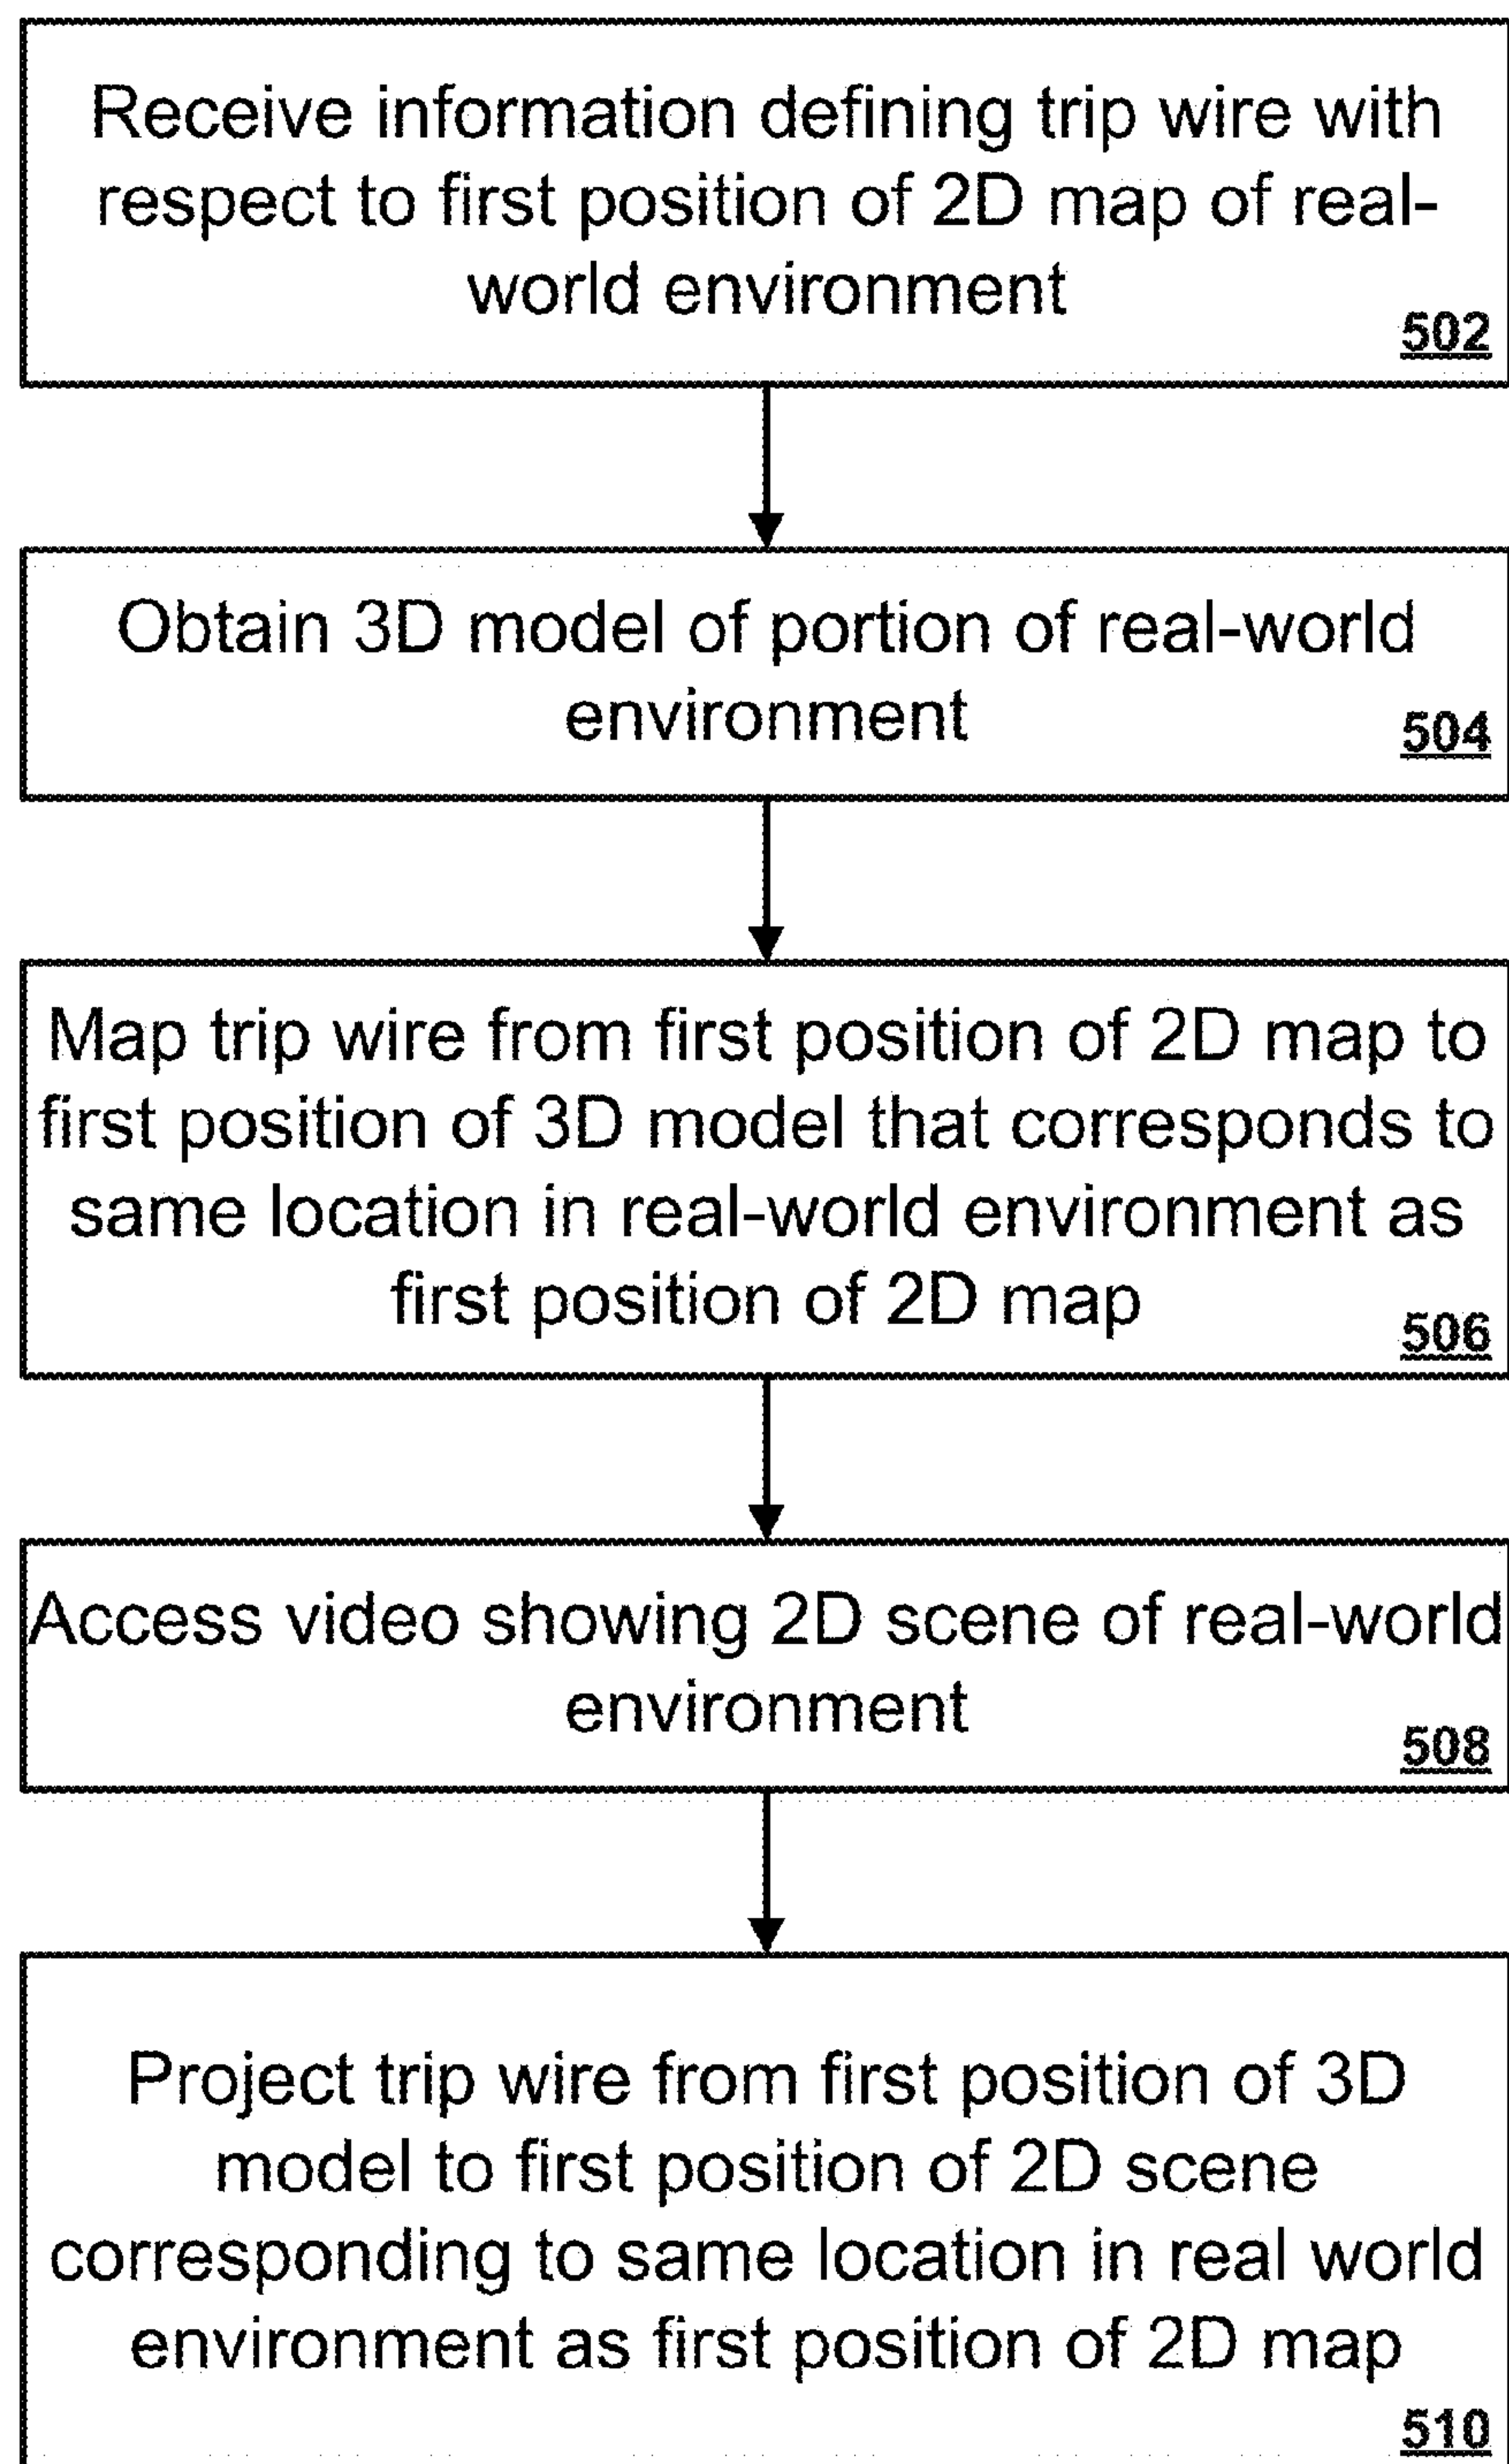 Receive information defining trip wire with
respect to first position of 2D map of real-
world environment
502
Obtain 3D model of portion of real-world
environment
504
Map trip wire from first position of 2D map to
first position of 3D model that corresponds to
same location in real-world environment as
first position of 2D map
506
Access video showing 2D scene of real-world
environment
508
Project trip wire from first position of 3D
model to first position of 2D scene
corresponding to same location in real world
environment as first position of 2D map
510